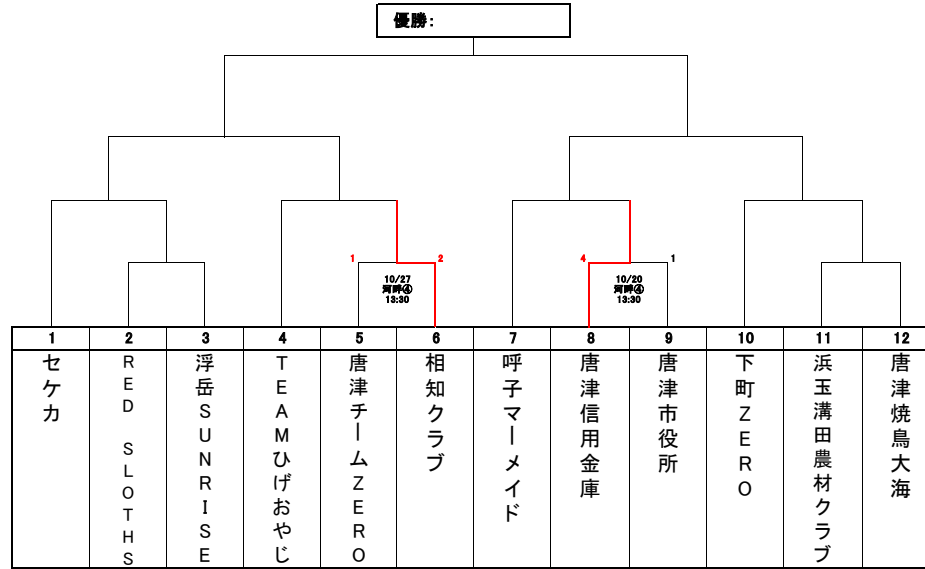 優勝：
1 2 4 1
10/27
河畔④
13:30
10/20
河畔④
13:30
1 2 3 4 5 6 7 8 9 10 11 12
セケカ
RED SLOTHS
浮岳SUNRISE
TEAMひげおやじ
唐津チームZERO
相知クラブ
呼子マーメイド
唐津信用金庫
唐津市役所
下町ZERO
浜玉溝田農材クラブ
唐津焼鳥大海